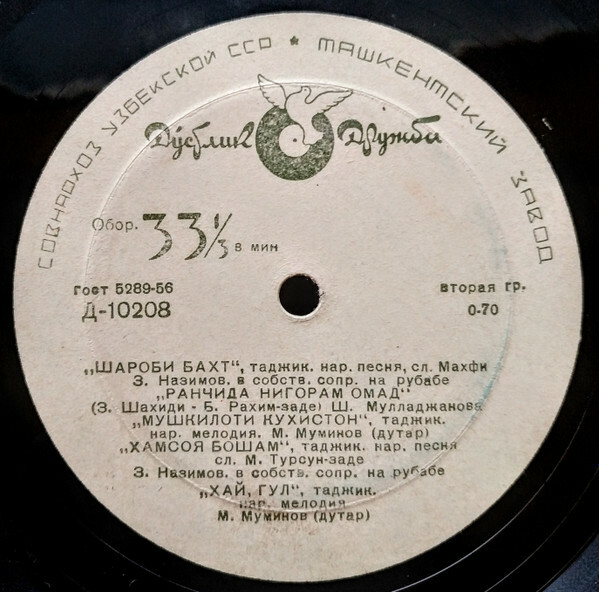 СОВНАРХОЗ УЗБЕКСКОЙ ССР * ТАШКЕНТСКИЙ ЗАВОД
Дустлик Дружба
Обор. 33 1/3 в мин
гост 5289-56 вторая гр.
Д-10208 0-70
„ШАРОБИ БАХТ“, таджик. нар. песня, сл. Махфи
З. Назимов. в собств. сопр. на рубабе
„РАНЧИДА НИГОРАМ ОМАД“
(З. Шахиди - Б. Рахим-заде) Ш. Мулладжанова
„МУШКИЛОТИ КУХИСТОН“, таджик.
нар. мелодия. М. Муминов (дутар)
„ХАМСОЯ БОШАМ“, таджик. нар. песня
сл. М. Турсун-заде
З. Назимов. в собств. сопр. на рубабе
„ХАЙ, ГУЛ“, таджик.
нар. мелодия
М. Муминов (дутар)